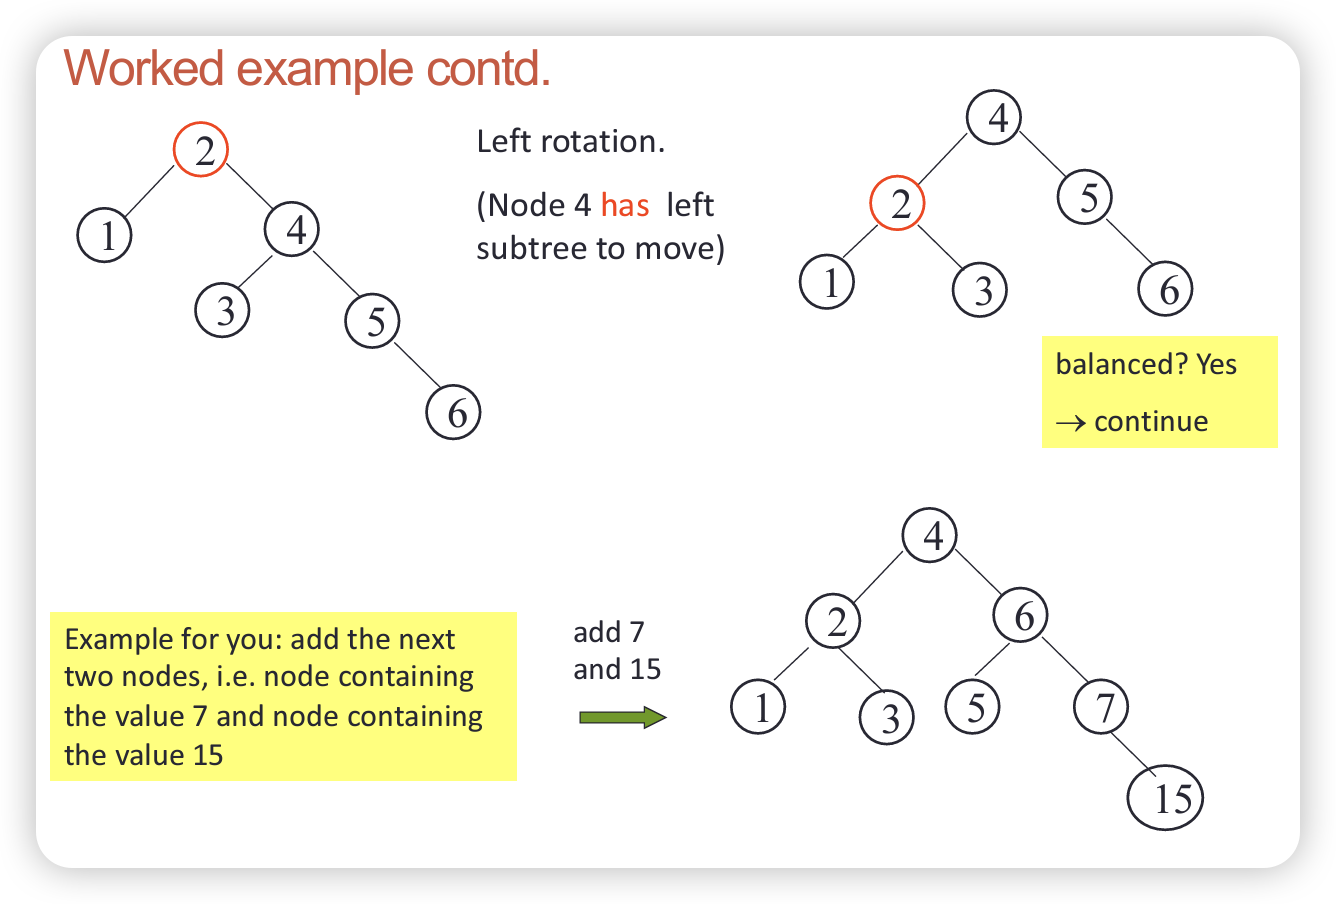 Worked example contd.
2
1
4
3
5
6
Left rotation.
(Node 4 has left
subtree to move)
4
2
5
1
3
6
balanced? Yes
→ continue
Example for you: add the next
two nodes, i.e. node containing
the value 7 and node containing
the value 15
add 7
and 15
4
2
6
1
3
5
7
15